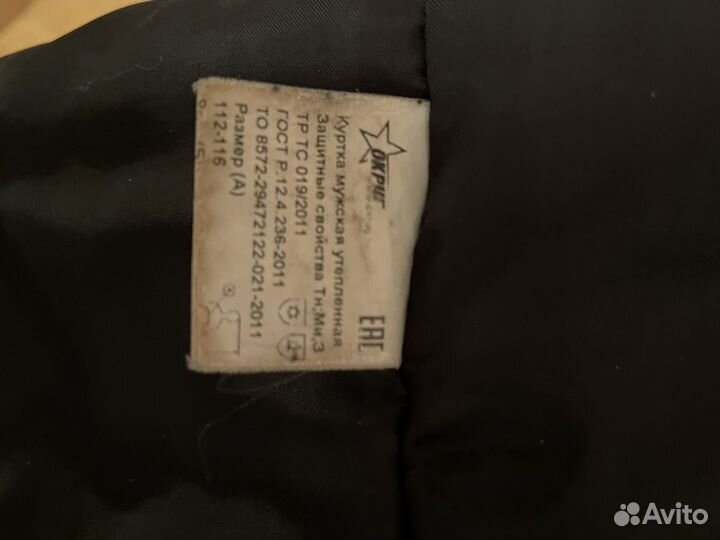 ОКРУГ
ЕАС
Куртка мужская утепленная
Защитные свойства Тн;Ми,З
ТР ТС 019/2011
ГОСТ Р.12.4.236-2011
ТО 8572-29472122-021-2011
Размер (А)
112-116
Avito